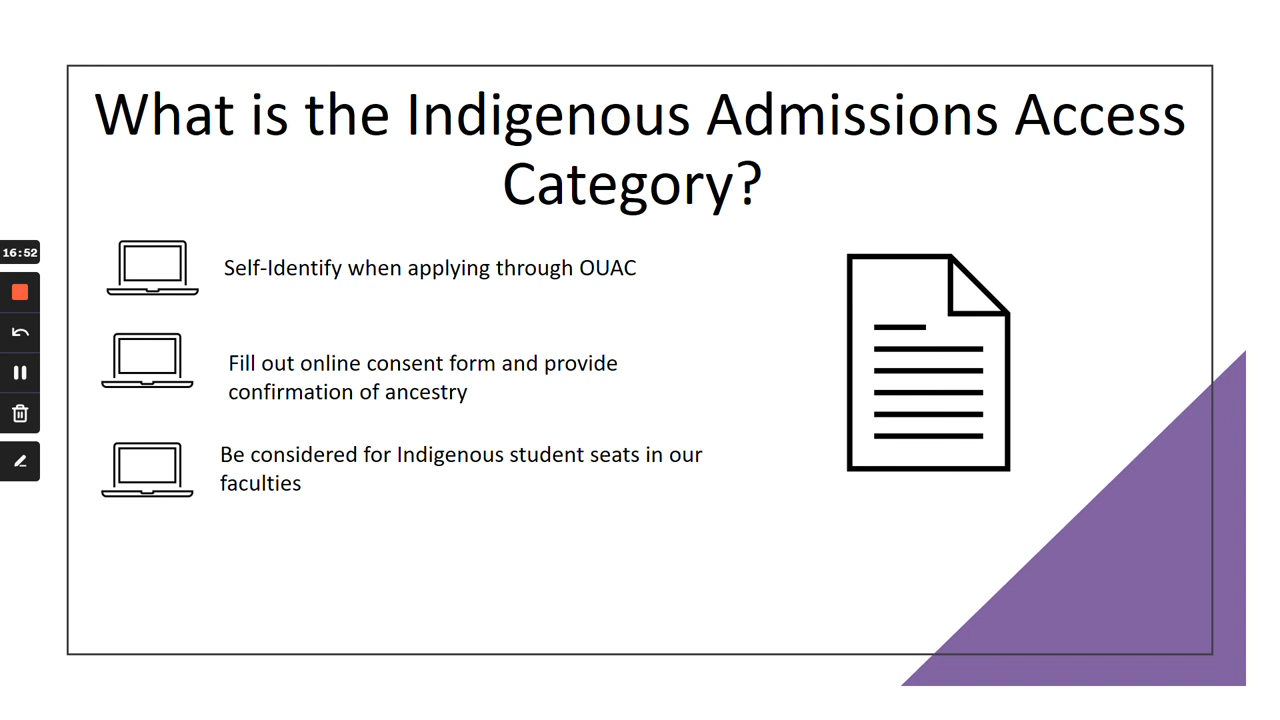 What is the Indigenous Admissions Access
Category?
16:52
Self-Identify when applying through OUAC
Fill out online consent form and provide
confirmation of ancestry
Be considered for Indigenous student seats in our
faculties